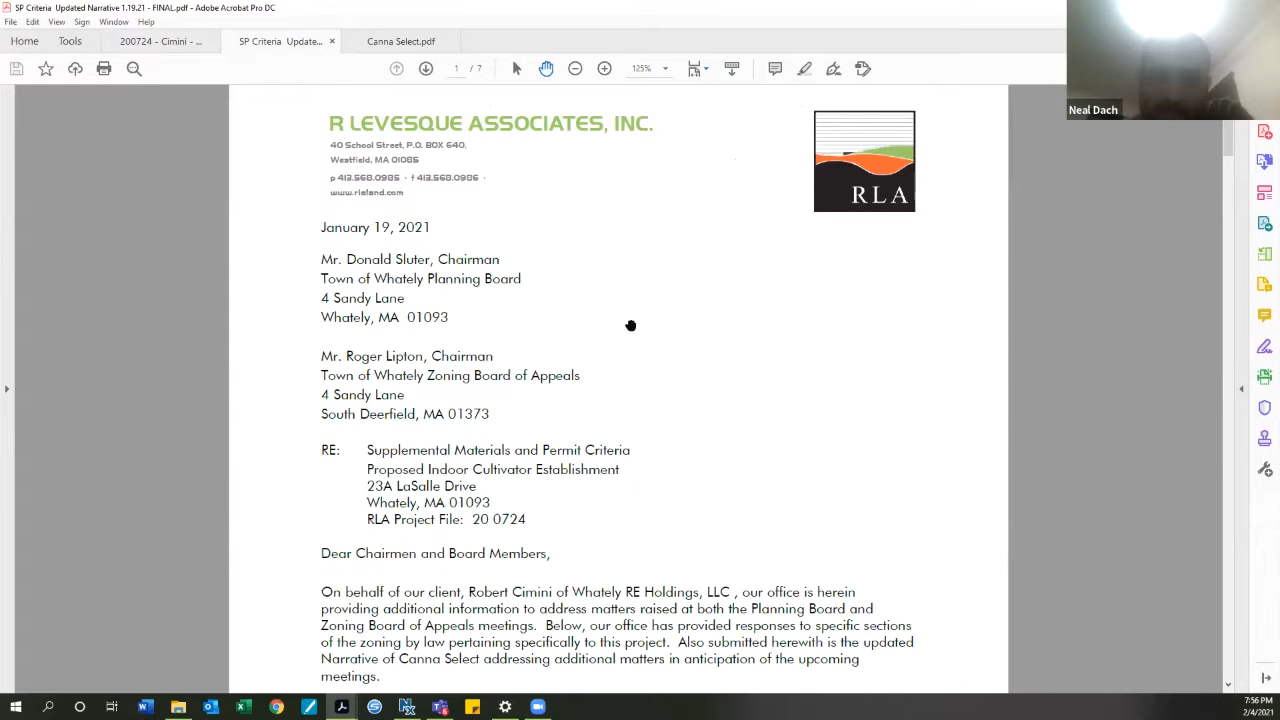 SP Criteria Updated Narrative 1.19.21 - FINAL.pdf - Adobe Acrobat Pro DC
File Edit View Sign Window Help
Home Tools 200724 - Cimini - ... SP Criteria Update... × Canna Select.pdf
1 / 7 125%
Neal Dach
R LEVESQUE ASSOCIATES, INC.
40 School Street, P.O. BOX 640,
Westfield, MA 01085
p 413.568.0985 · f 413.568.0986 ·
www.rlaland.com
RLA
January 19, 2021
Mr. Donald Sluter, Chairman
Town of Whately Planning Board
4 Sandy Lane
Whately, MA 01093
Mr. Roger Lipton, Chairman
Town of Whately Zoning Board of Appeals
4 Sandy Lane
South Deerfield, MA 01373
RE: Supplemental Materials and Permit Criteria
Proposed Indoor Cultivator Establishment
23A LaSalle Drive
Whately, MA 01093
RLA Project File: 20 0724
Dear Chairmen and Board Members,
On behalf of our client, Robert Cimini of Whately RE Holdings, LLC , our office is herein
providing additional information to address matters raised at both the Planning Board and
Zoning Board of Appeals meetings. Below, our office has provided responses to specific sections
of the zoning by law pertaining specifically to this project. Also submitted herewith is the updated
Narrative of Canna Select addressing additional matters in anticipation of the upcoming
meetings.
7:56 PM
2/4/2021